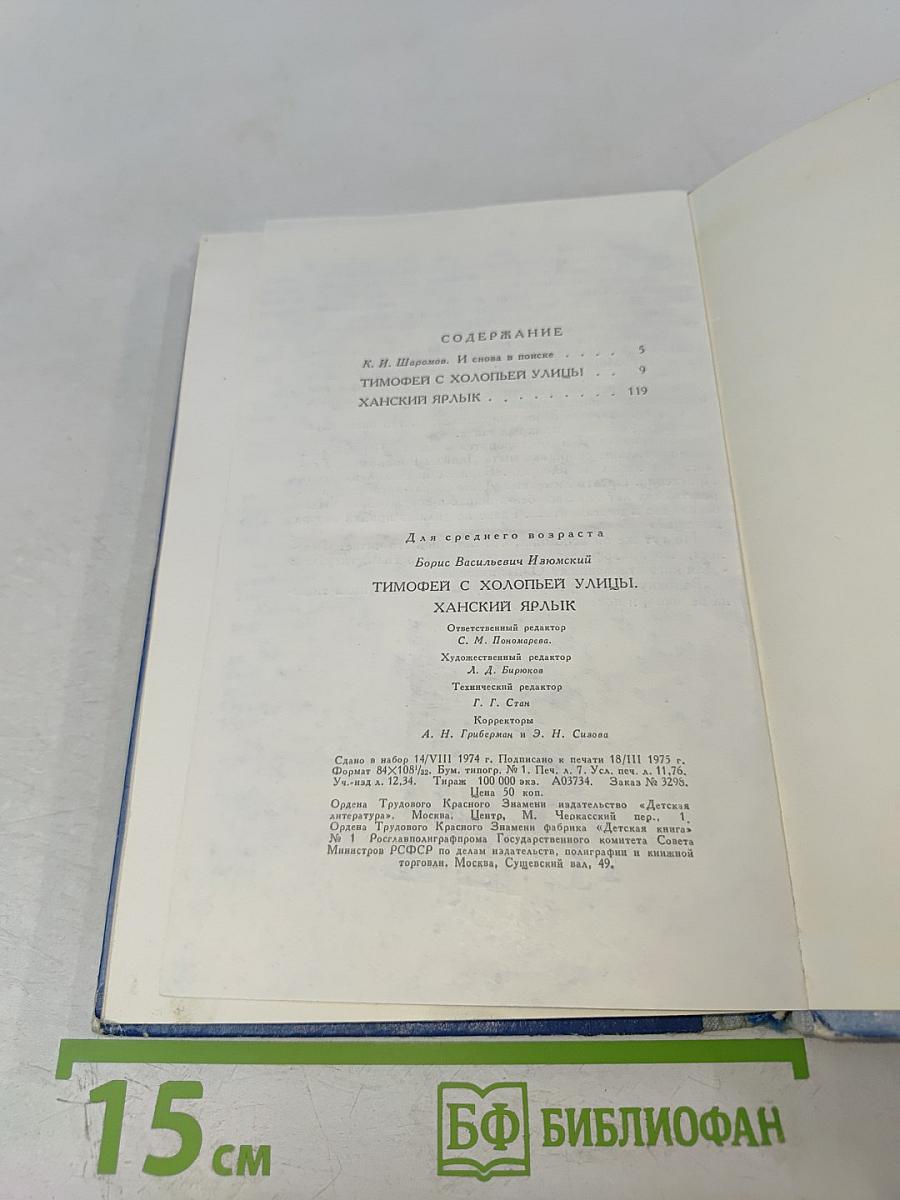 СОДЕРЖАНИЕ
К. И. Шаромов. И снова в поиске . . . . 5
ТИМОФЕЙ С ХОЛОПЬЕЙ УЛИЦЫ . . 9
ХАНСКИЙ ЯРЛЫК . . . . . . . . . 119
Для среднего возраста
Борис Васильевич Изюмский
ТИМОФЕЙ С ХОЛОПЬЕЙ УЛИЦЫ.
ХАНСКИЙ ЯРЛЫК
Ответственный редактор
С. М. Пономарева.
Художественный редактор
Л. Д. Бирюков
Технический редактор
Г. Г. Стан
Корректоры
А. Н. Гриберман и Э. Н. Сизова
Сдано в набор 14/VIII 1974 г. Подписано к печати 18/III 1975 г.
Формат 84×108¹/₃₂. Бум. типогр. № 1. Печ. л. 7. Усл. печ. л. 11,76.
Уч.-изд л. 12,34. Тираж 100 000 экз. А03734. Заказ № 3298.
Цена 50 коп.
Ордена Трудового Красного Знамени издательство «Детская
литература». Москва. Центр, М. Черкасский пер., 1.
Ордена Трудового Красного Знамени фабрика «Детская книга»
№ 1 Росглавполиграфпрома Государственного комитета Совета
Министров РСФСР по делам издательств, полиграфии и книжной
торговли. Москва, Сущевский вал, 49.
15 см
БФ БИБЛИОФАН